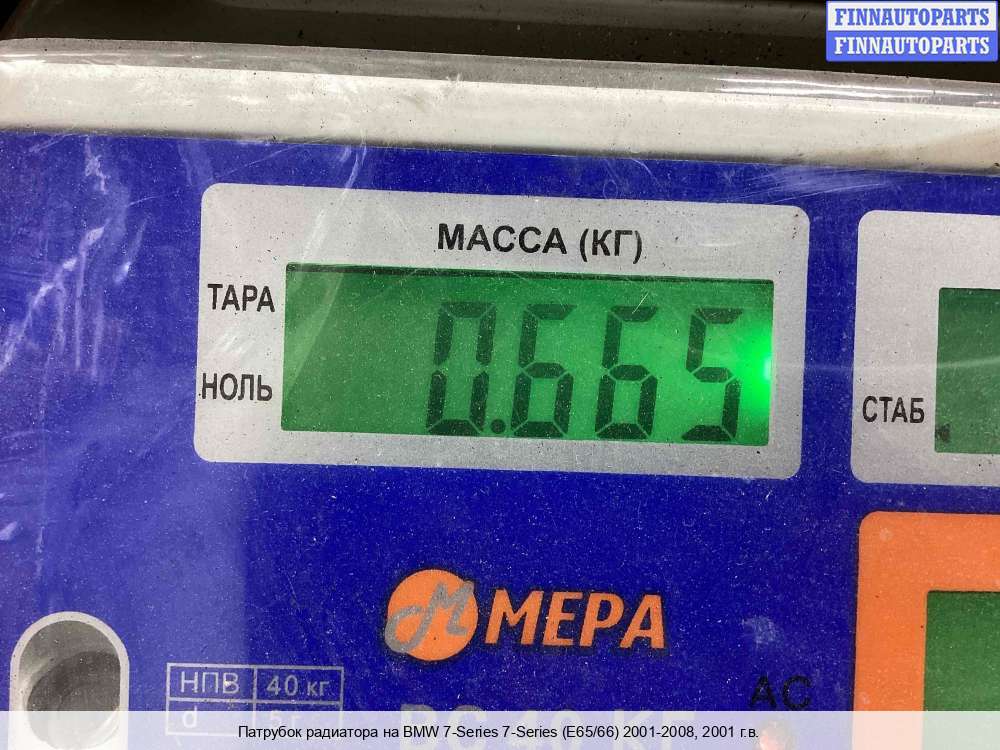 FINNAUTOPARTS
FINNAUTOPARTS
МАССА (КГ)
ТАРА
0.665
НОЛЬ
СТАБ
М МЕРА
НПВ 40 кг
d 5 г
АС
Патрубок радиатора на BMW 7-Series 7-Series (E65/66) 2001-2008, 2001 г.в.